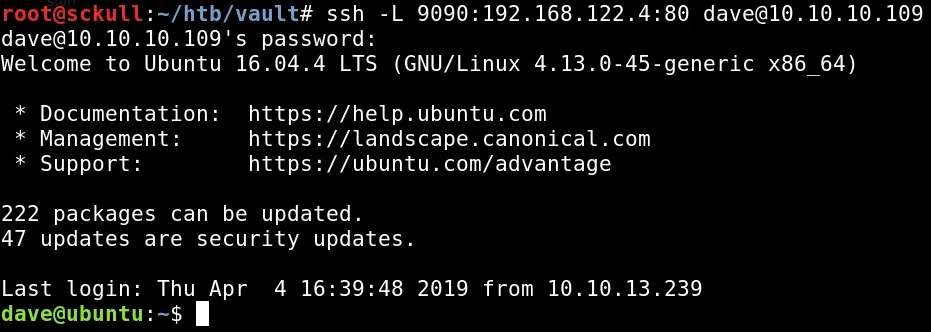 root@sckull:~/htb/vault# ssh -L 9090:192.168.122.4:80 dave@10.10.10.109
dave@10.10.10.109's password:
Welcome to Ubuntu 16.04.4 LTS (GNU/Linux 4.13.0-45-generic x86_64)

 * Documentation:  https://help.ubuntu.com
 * Management:     https://landscape.canonical.com
 * Support:        https://ubuntu.com/advantage

222 packages can be updated.
47 updates are security updates.

Last login: Thu Apr  4 16:39:48 2019 from 10.10.13.239
dave@ubuntu:~$